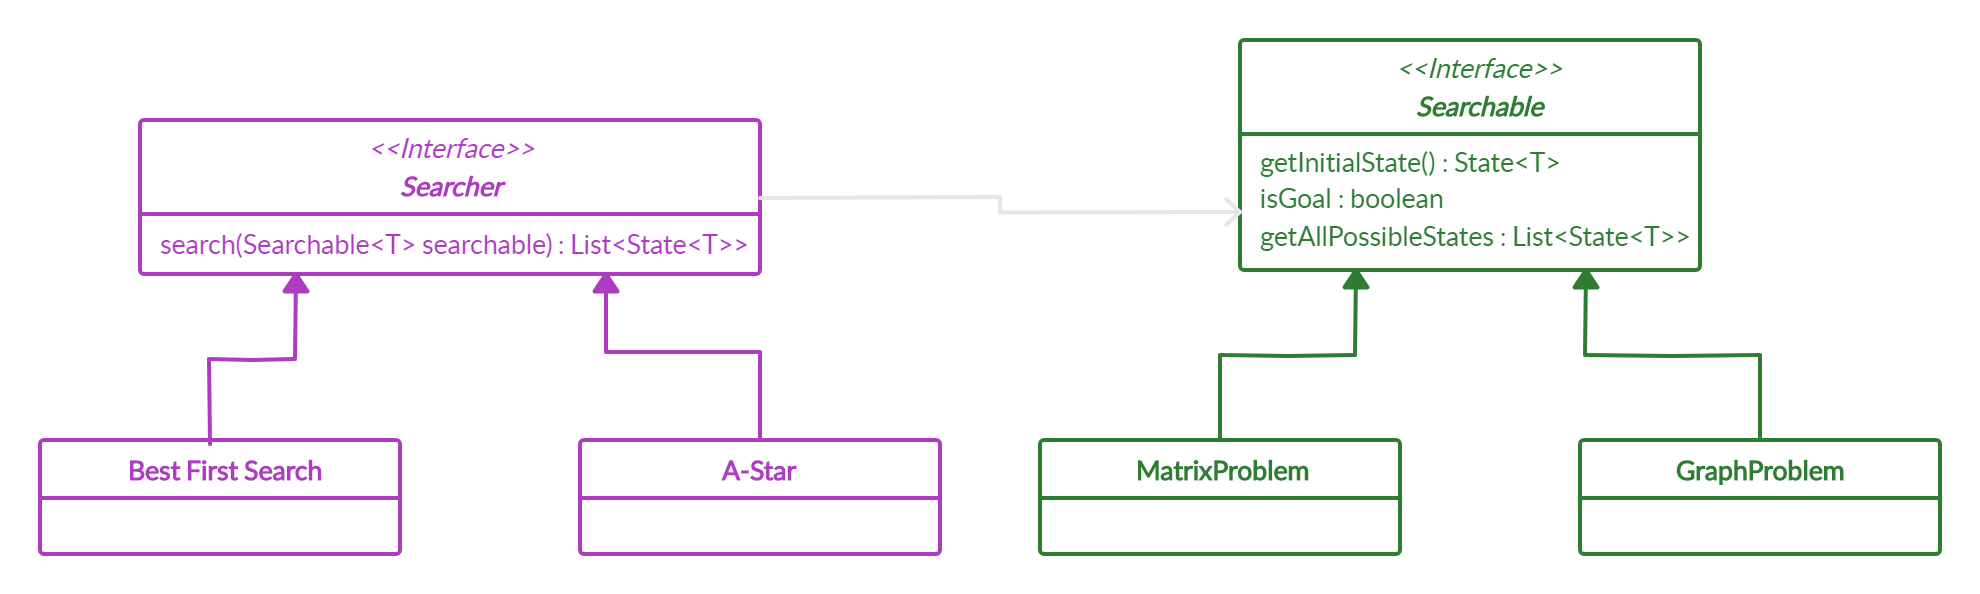 <<Interface>>
Searcher
search(Searchable<T> searchable) : List<State<T>>
<<Interface>>
Searchable
getInitialState() : State<T>
isGoal : boolean
getAllPossibleStates : List<State<T>>
Best First Search
A-Star
MatrixProblem
GraphProblem